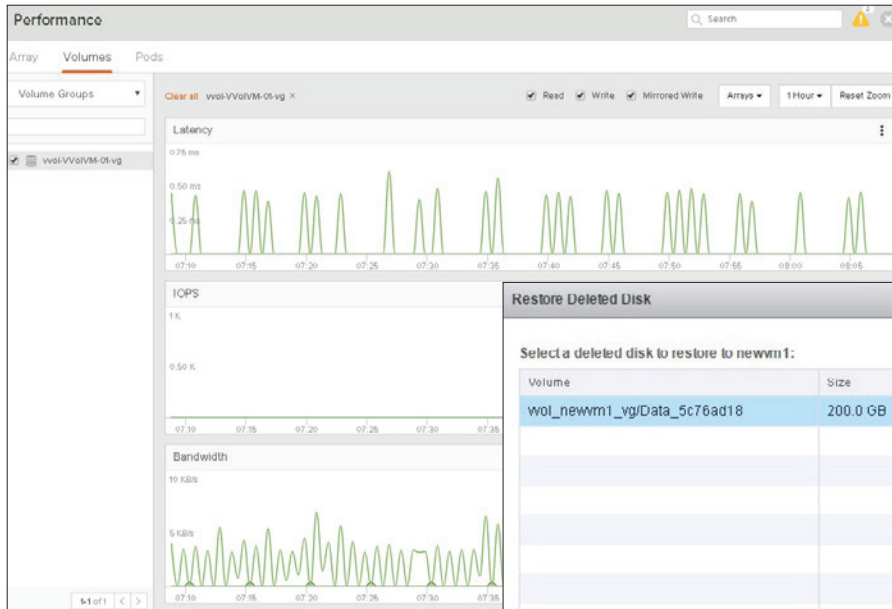 Performance
Search
2
Array Volumes Pods
Volume Groups
Clear all vvol-VVolVM-01-vg ×
Read Write Mirrored Write Arrays 1 Hour Reset Zoom
vvol-VVolVM-01-vg
Latency
0.75 ms
0.50 ms
0.25 ms
07:10 07:15 07:20 07:25 07:30 07:35 07:40 07:45 07:50 07:55 08:00 08:05
IOPS
1 K
0.50 K
07:10 07:15 07:20 07:25 07:30 07:35
Bandwidth
10 KB/s
5 KB/s
07:10 07:15 07:20 07:25 07:30 07:35
1-1 of 1 < >
Restore Deleted Disk
Select a deleted disk to restore to newvm1:
Volume Size
vvol_newvm1_vg/Data_5c76ad18 200.0 GB